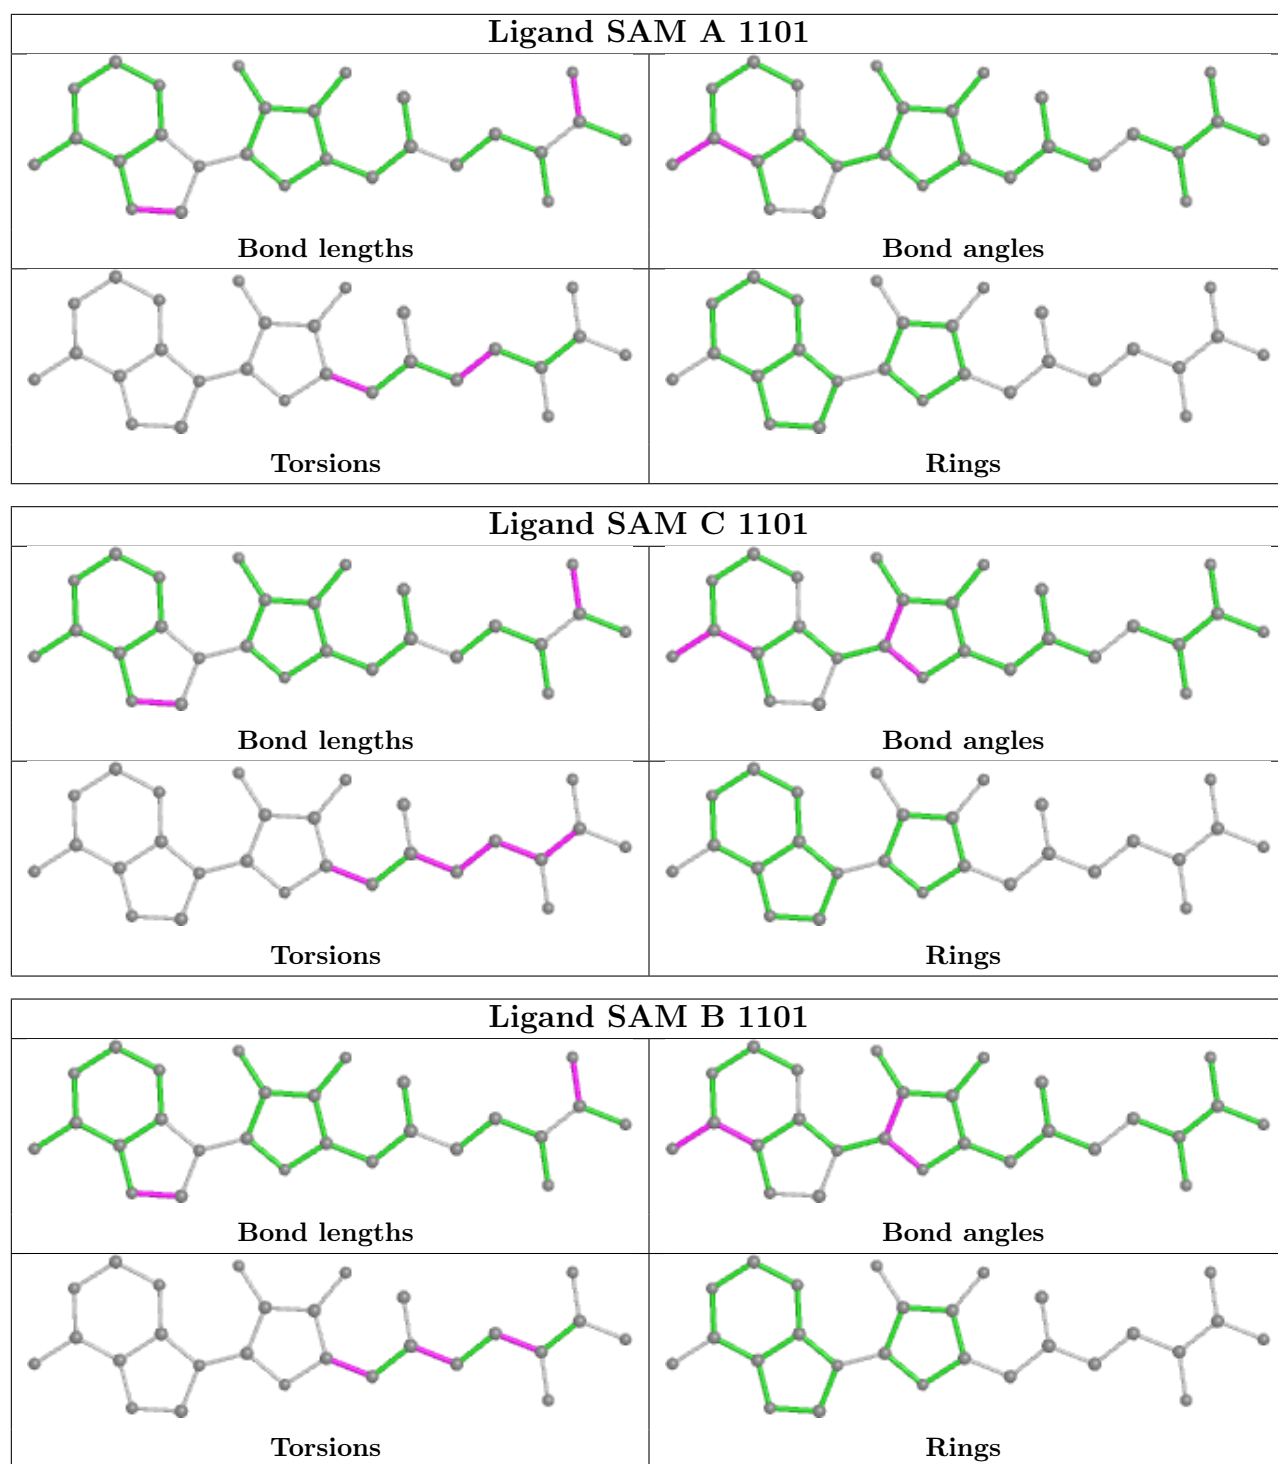 Ligand SAM A 1101
Bond lengths
Bond angles
Torsions
Rings
Ligand SAM C 1101
Bond lengths
Bond angles
Torsions
Rings
Ligand SAM B 1101
Bond lengths
Bond angles
Torsions
Rings